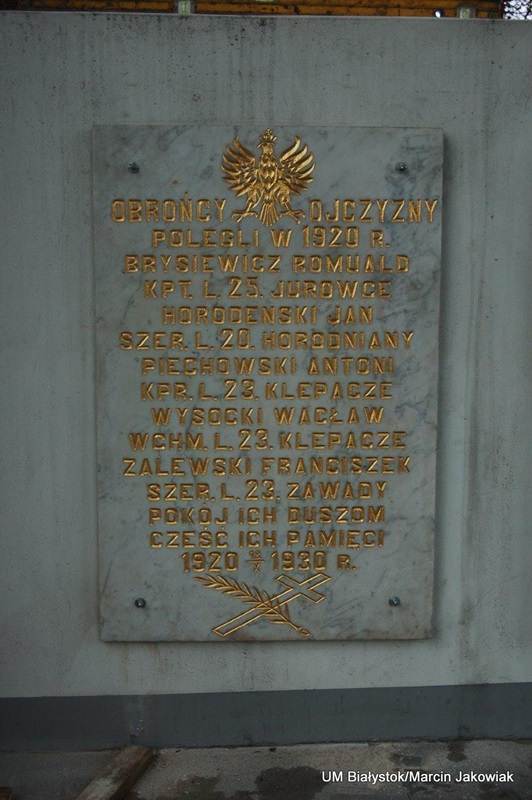 OBROŃCY OJCZYZNY
POLEGLI W 1920 R.
BRYSIEWICZ ROMUALD
KPT. L. 25. JUROWCE
HORODEŃSKI JAN
SZER. L. 20. HORODNIANY
PIECHOWSKI ANTONI
KPR. L. 23. KLEPACZE
WYSOCKI WACŁAW
WCHM. L. 23. KLEPACZE
ZALEWSKI FRANCISZEK
SZER. L. 23. ZAWADY
POKÓJ ICH DUSZOM
CZEŚĆ ICH PAMIĘCI
1920 1930 R.
UM Białystok/Marcin Jakowiak